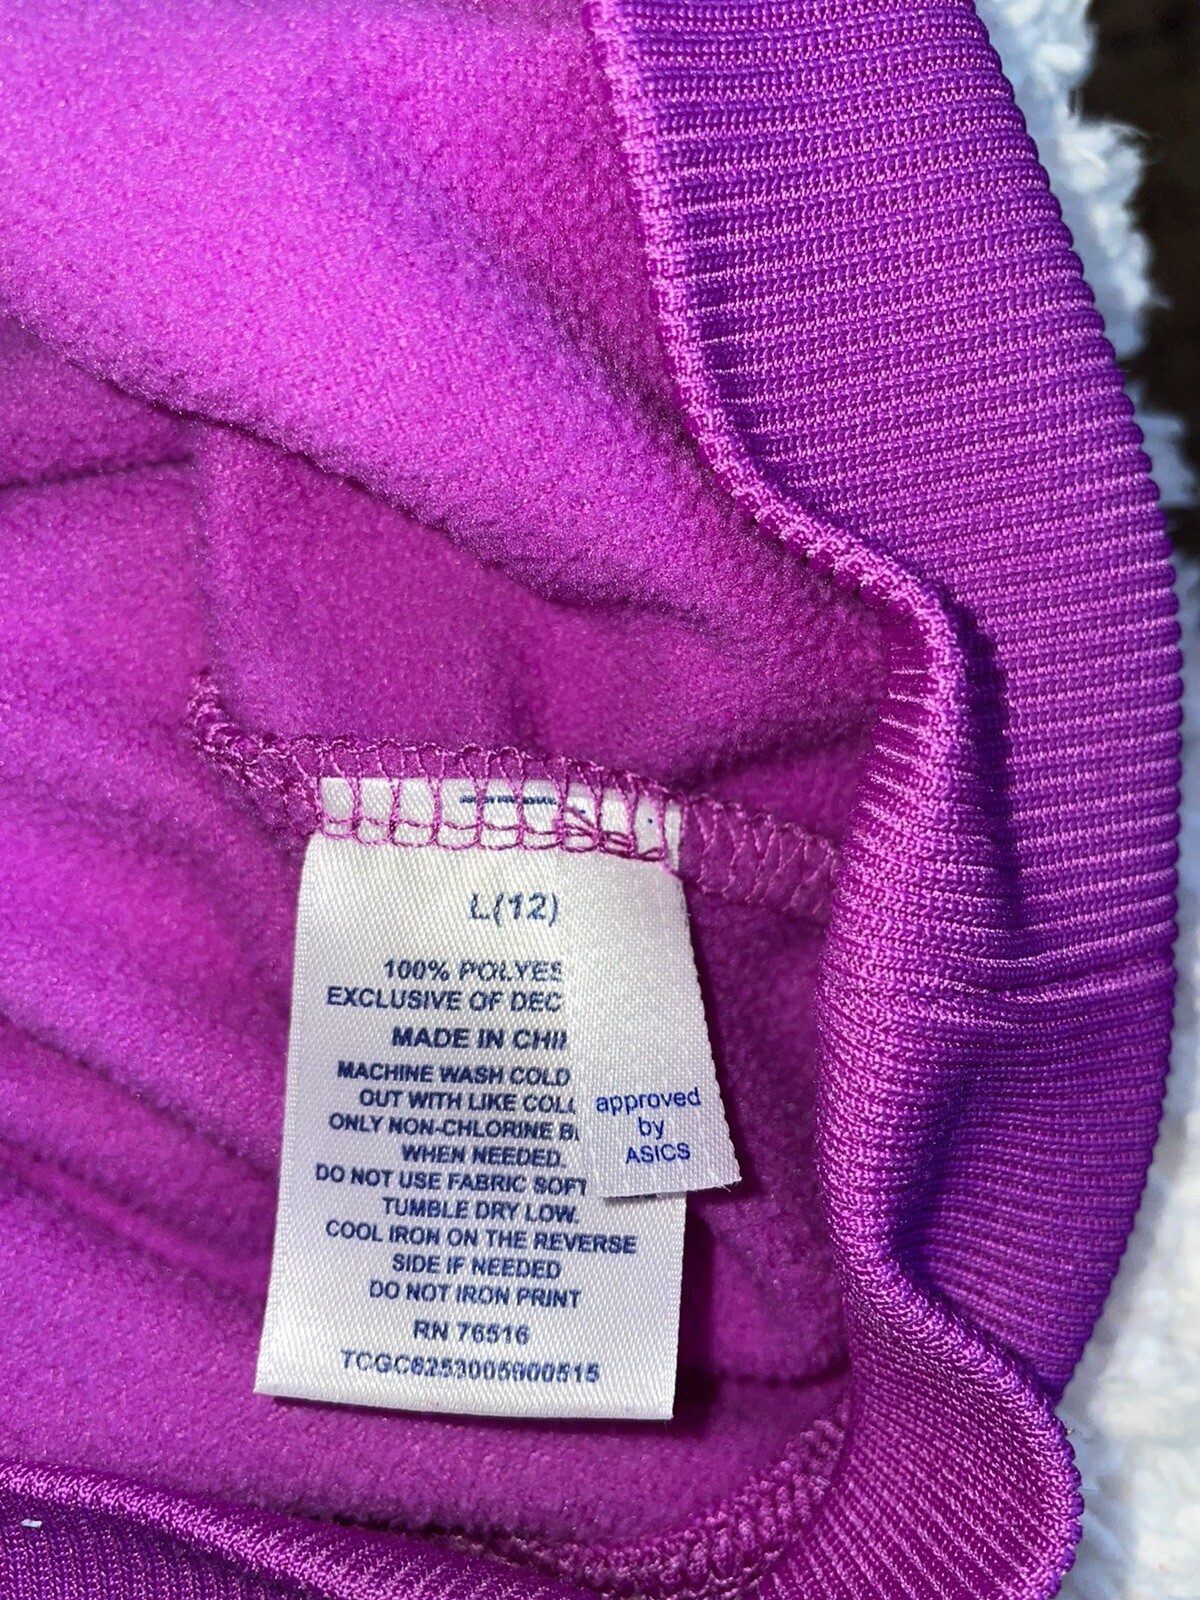 L(12)
100% POLYES
EXCLUSIVE OF DEC
MADE IN CHI
MACHINE WASH COLD
OUT WITH LIKE COL
ONLY NON-CHLORINE B
WHEN NEEDED.
DO NOT USE FABRIC SOFT
TUMBLE DRY LOW.
COOL IRON ON THE REVERSE
SIDE IF NEEDED
DO NOT IRON PRINT
RN 76516
TCGC6253005900515
approved
by
ASICS